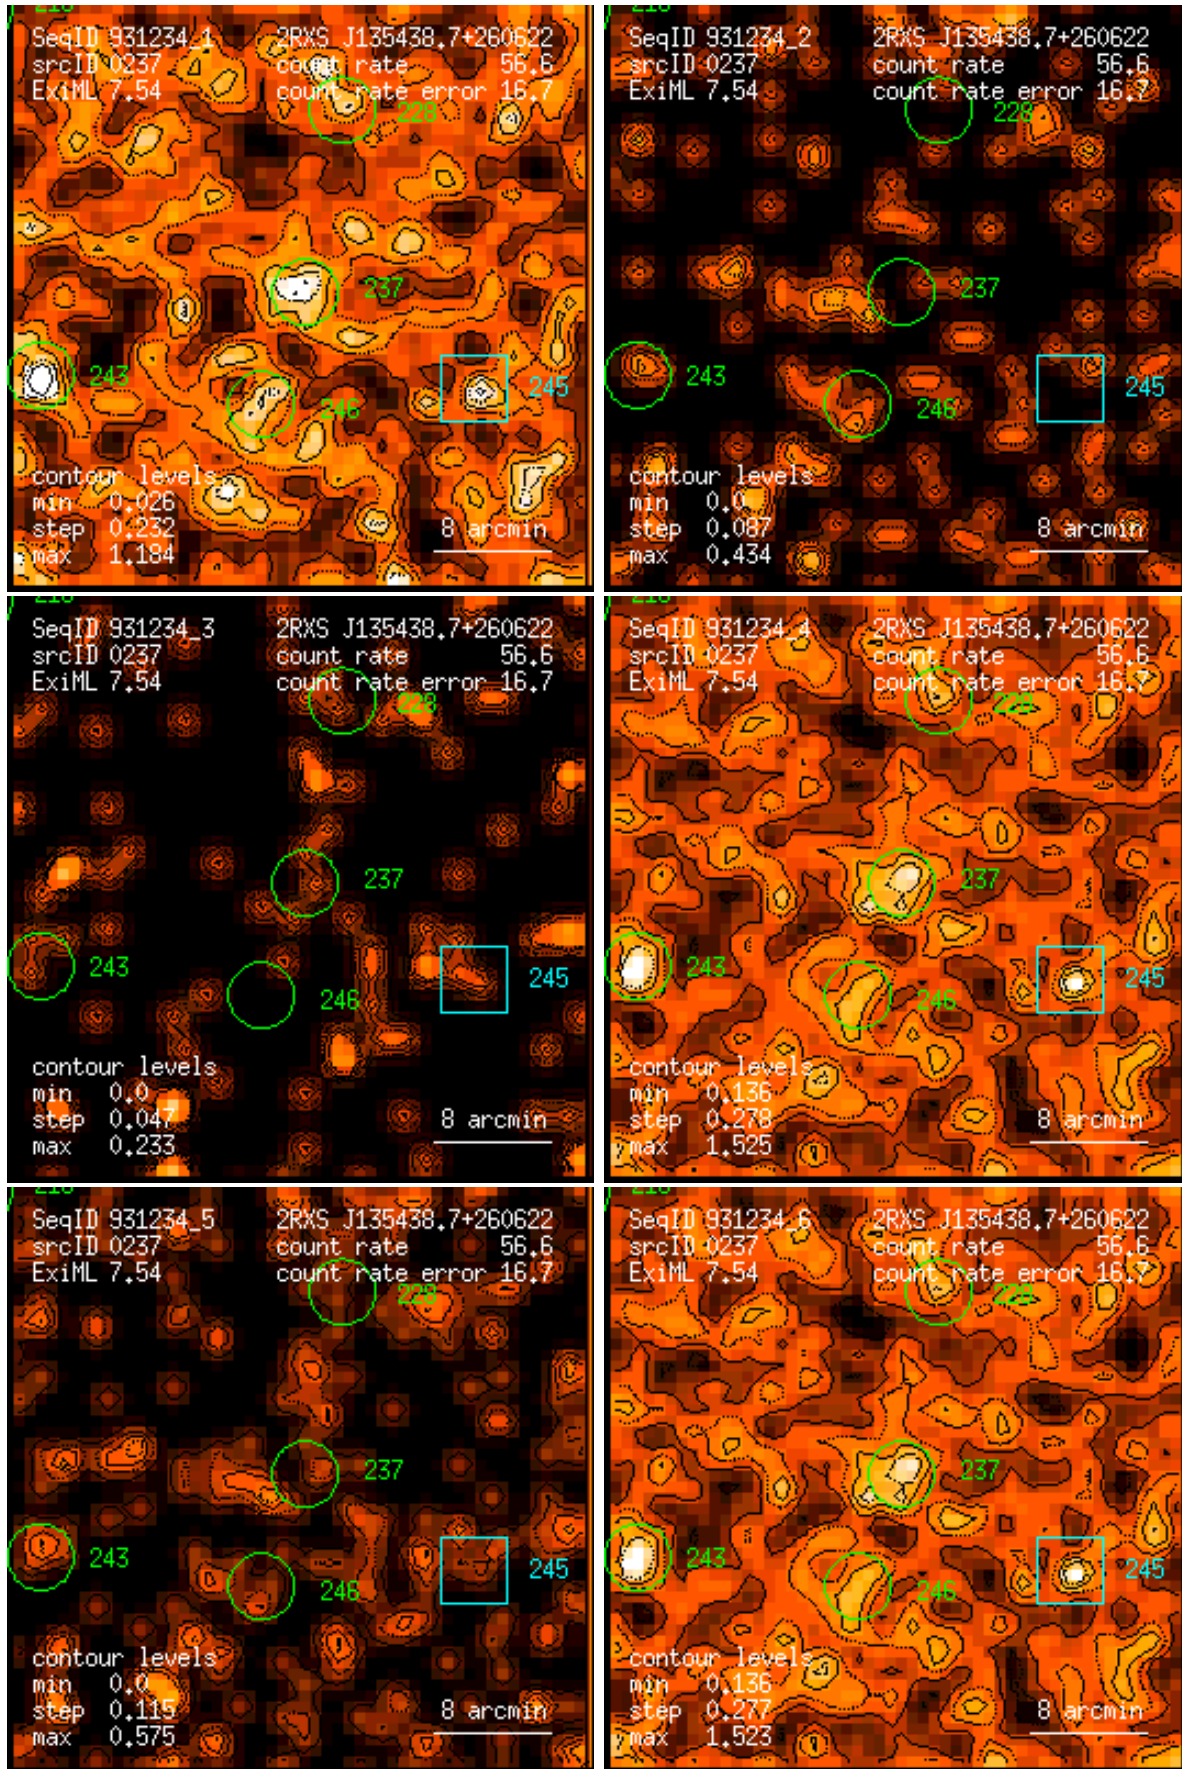 218
SeqID 931234_1 2RXS J135438.7+260622
srcID 0237 count rate 56.6
ExiML 7.54 count rate error 16.7
228
237
243
245
246
contour levels
min 0.026
step 0.232
max 1.184
8 arcmin
218
SeqID 931234_2 2RXS J135438.7+260622
srcID 0237 count rate 56.6
ExiML 7.54 count rate error 16.7
228
237
243
245
246
contour levels
min 0.0
step 0.087
max 0.434
8 arcmin
218
SeqID 931234_3 2RXS J135438.7+260622
srcID 0237 count rate 56.6
ExiML 7.54 count rate error 16.7
228
237
243
245
246
contour levels
min 0.0
step 0.047
max 0.233
8 arcmin
SeqID 931234_4 2RXS J135438.7+260622
srcID 0237 count rate 56.6
ExiML 7.54 count rate error 16.7
228
237
243
245
246
contour levels
min 0.136
step 0.278
max 1.525
8 arcmin
218
SeqID 931234_5 2RXS J135438.7+260622
srcID 0237 count rate 56.6
ExiML 7.54 count rate error 16.7
228
237
243
245
246
contour levels
min 0.0
step 0.115
max 0.575
8 arcmin
SeqID 931234_6 2RXS J135438.7+260622
srcID 0237 count rate 56.6
ExiML 7.54 count rate error 16.7
228
237
243
245
246
contour levels
min 0.136
step 0.277
max 1.523
8 arcmin